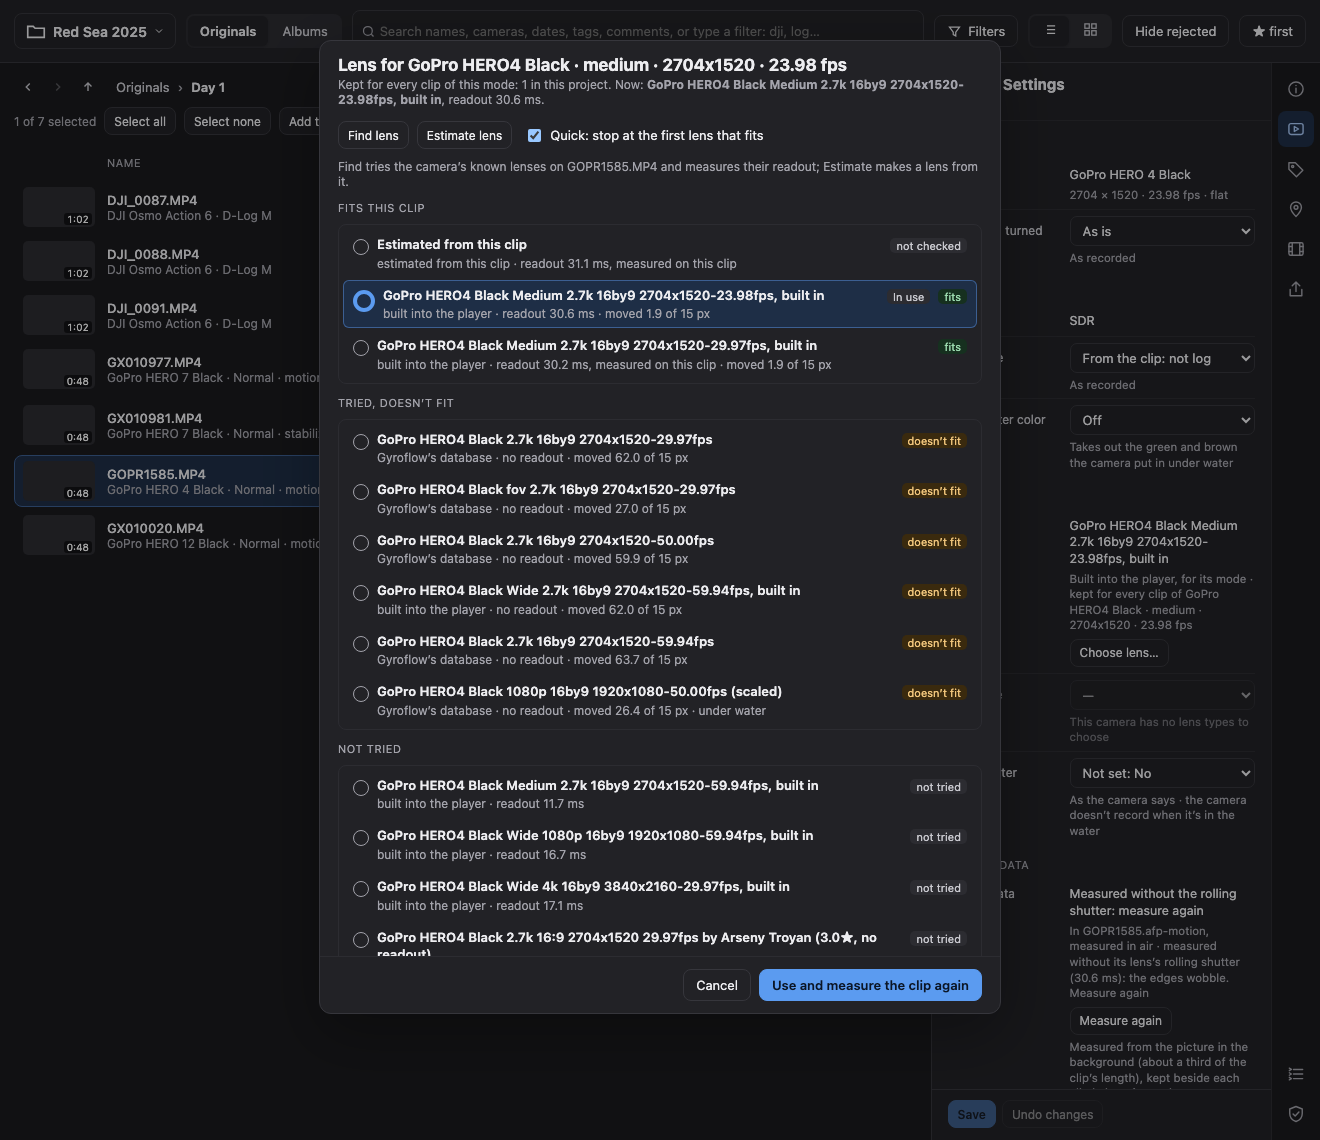 Red Sea 2025
Originals
Albums
Search names, cameras, dates, tags, comments, or type a filter: dji, log...
Filters
Hide rejected
★ first
Originals › Day 1
1 of 7 selected
Select all
Select none
Add t
NAME
DJI_0087.MP4
DJI Osmo Action 6 · D-Log M
1:02
DJI_0088.MP4
DJI Osmo Action 6 · D-Log M
1:02
DJI_0091.MP4
DJI Osmo Action 6 · D-Log M
1:02
GX010977.MP4
GoPro HERO 7 Black · Normal · motion
0:48
GX010981.MP4
GoPro HERO 7 Black · Normal · stabili
0:48
GOPR1585.MP4
GoPro HERO 4 Black · Normal · motion
0:48
GX010020.MP4
GoPro HERO 12 Black · Normal · motio
0:48
Lens for GoPro HERO4 Black · medium · 2704x1520 · 23.98 fps
Kept for every clip of this mode: 1 in this project. Now: GoPro HERO4 Black Medium 2.7k 16by9 2704x1520-
23.98fps, built in, readout 30.6 ms.
Find lens
Estimate lens
Quick: stop at the first lens that fits
Find tries the camera's known lenses on GOPR1585.MP4 and measures their readout; Estimate makes a lens from
it.
FITS THIS CLIP
Estimated from this clip
not checked
estimated from this clip · readout 31.1 ms, measured on this clip
GoPro HERO4 Black Medium 2.7k 16by9 2704x1520-23.98fps, built in
In use
fits
built into the player · readout 30.6 ms · moved 1.9 of 15 px
GoPro HERO4 Black Medium 2.7k 16by9 2704x1520-29.97fps, built in
fits
built into the player · readout 30.2 ms, measured on this clip · moved 1.9 of 15 px
TRIED, DOESN'T FIT
GoPro HERO4 Black 2.7k 16by9 2704x1520-29.97fps
doesn't fit
Gyroflow's database · no readout · moved 62.0 of 15 px
GoPro HERO4 Black fov 2.7k 16by9 2704x1520-29.97fps
doesn't fit
Gyroflow's database · no readout · moved 27.0 of 15 px
GoPro HERO4 Black 2.7k 16by9 2704x1520-50.00fps
doesn't fit
Gyroflow's database · no readout · moved 59.9 of 15 px
GoPro HERO4 Black Wide 2.7k 16by9 2704x1520-59.94fps, built in
doesn't fit
built into the player · no readout · moved 62.0 of 15 px
GoPro HERO4 Black 2.7k 16by9 2704x1520-59.94fps
doesn't fit
Gyroflow's database · no readout · moved 63.7 of 15 px
GoPro HERO4 Black 1080p 16by9 1920x1080-50.00fps (scaled)
doesn't fit
Gyroflow's database · no readout · moved 26.4 of 15 px · under water
NOT TRIED
GoPro HERO4 Black Medium 2.7k 16by9 2704x1520-59.94fps, built in
not tried
built into the player · readout 11.7 ms
GoPro HERO4 Black Wide 1080p 16by9 1920x1080-59.94fps, built in
not tried
built into the player · readout 16.7 ms
GoPro HERO4 Black Wide 4k 16by9 3840x2160-29.97fps, built in
not tried
built into the player · readout 17.1 ms
GoPro HERO4 Black 2.7k 16:9 2704x1520 29.97fps by Arseny Troyan (3.0★, no
readout)
not tried
Cancel
Use and measure the clip again
Settings
GoPro HERO 4 Black
2704 × 1520 · 23.98 fps · flat
turned
As is
As recorded
SDR
From the clip: not log
As recorded
er color
Off
Takes out the green and brown
the camera put in under water
GoPro HERO4 Black Medium
2.7k 16by9 2704x1520-
23.98fps, built in
Built into the player, for its mode ·
kept for every clip of GoPro
HERO4 Black · medium ·
2704x1520 · 23.98 fps
Choose lens...
—
This camera has no lens types to
choose
ter
Not set: No
As the camera says · the camera
doesn't record when it's in the
water
DATA
ata
Measured without the rolling
shutter: measure again
In GOPR1585.afp-motion,
measured in air · measured
without its lens's rolling shutter
(30.6 ms): the edges wobble.
Measure again
Measure again
Measured from the picture in the
background (about a third of the
clip's length), kept beside each
Save
Undo changes